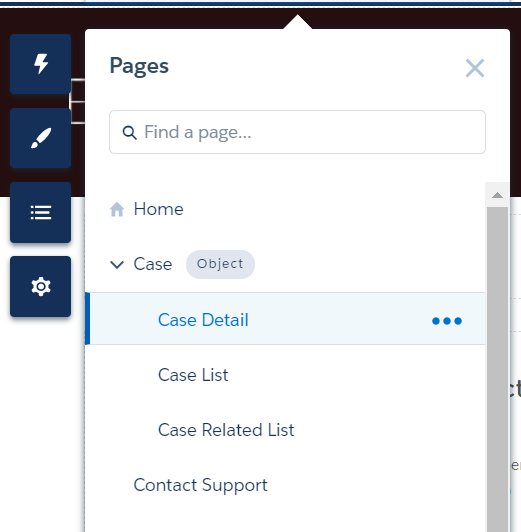 Pages
Find a page...
Home
Case Object
Case Detail
Case List
Case Related List
Contact Support